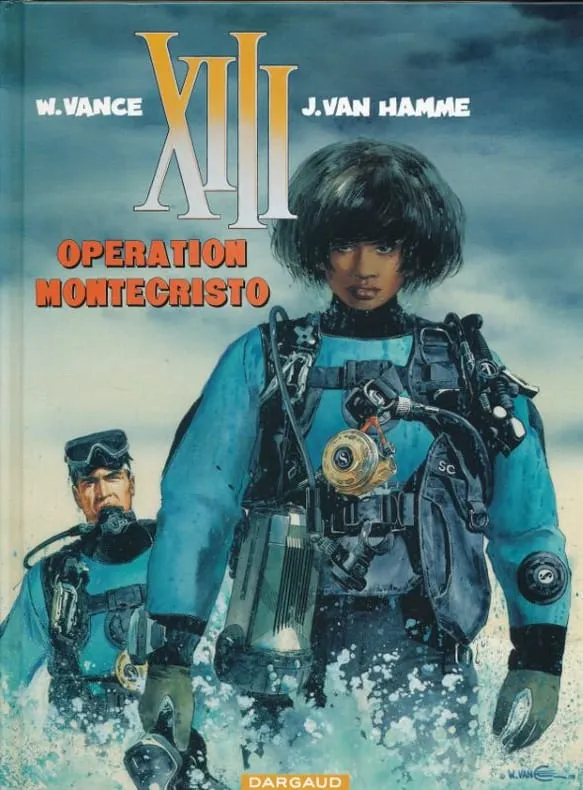 W.VANCE
XIII
J.VAN HAMME
OPERATION
MONTECRISTO
SC
S
S
DARGAUD